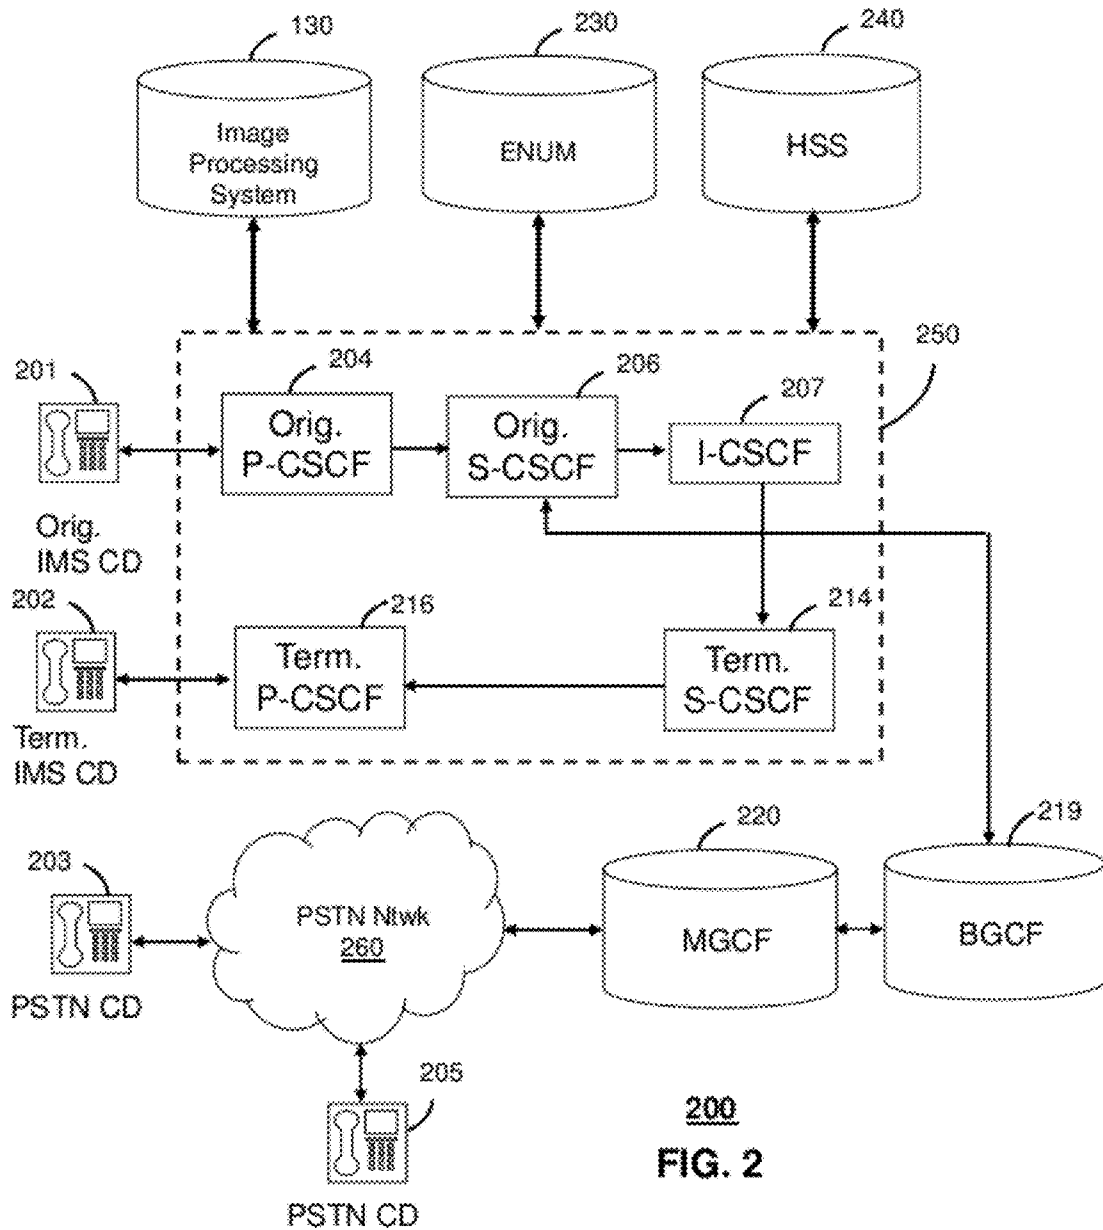 130
230
240
Image
Processing
System
ENUM
HSS
250
201
204
206
207
Orig.
P-CSCF
Orig.
S-CSCF
I-CSCF
Orig.
IMS CD
202
216
214
Term.
P-CSCF
Term.
S-CSCF
Term.
IMS CD
203
220
219
PSTN Ntwk
260
MGCF
BGCF
PSTN CD
205
PSTN CD
200
FIG. 2